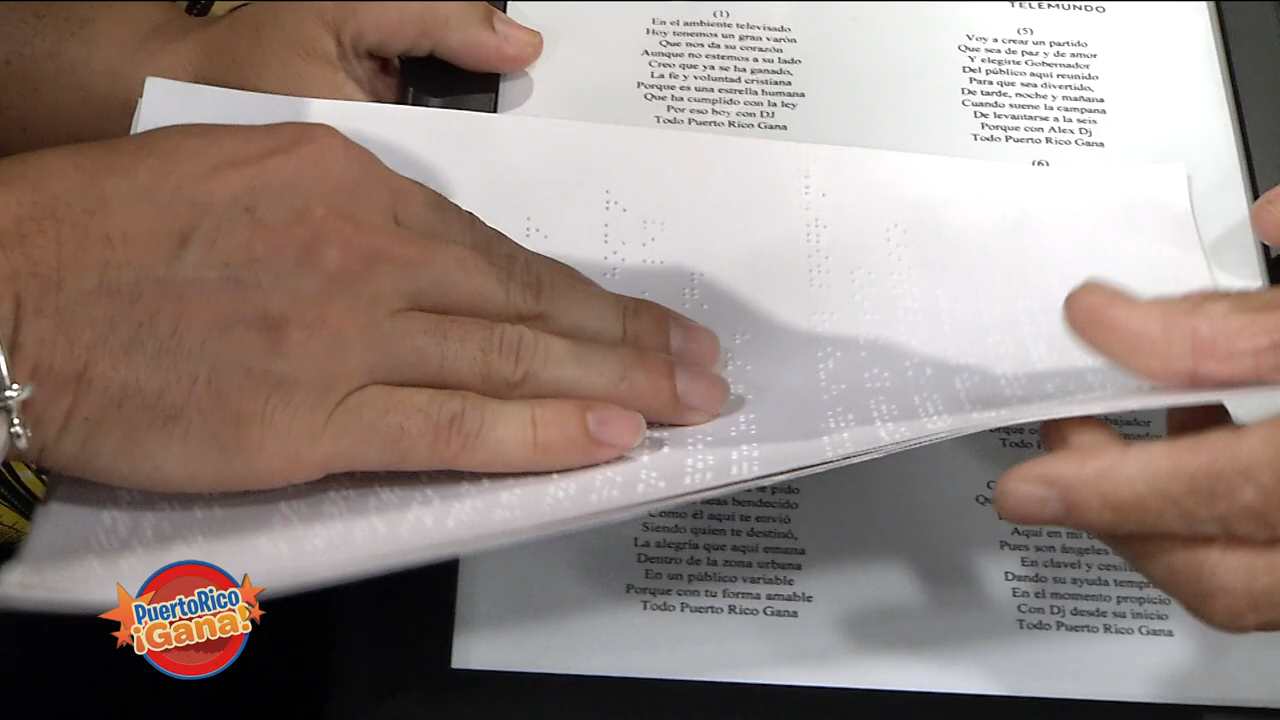 (1)
En el ambiente televisado
Hoy tenemos un gran varón
Que nos da su corazón
Aunque no estemos a su lado
Creo que ya se ha ganado,
La fe y voluntad cristiana
Porque es una estrella humana
Que ha cumplido con la ley
Por eso hoy con DJ
Todo Puerto Rico Gana
te pido
seas bendecido
Como él aquí te envió
Siendo quien te destinó,
La alegría que aquí emana
Dentro de la zona urbana
En un público variable
Porque con tu forma amable
Todo Puerto Rico Gana
TELEMUNDO
(5)
Voy a crear un partido
Que sea de paz y de amor
Y elegirte Gobernador
Del público aquí reunido
Para que sea divertido,
De tarde, noche y mañana
Cuando suene la campana
De levantarse a la seis
Porque con Alex Dj
Todo Puerto Rico Gana
(6)
Aquí en mi
Pues son ángeles
En clavel y
Dando su ayuda
En el momento propicio
Con Dj desde su inicio
Todo Puerto Rico Gana
PuertoRico
¡Gana!